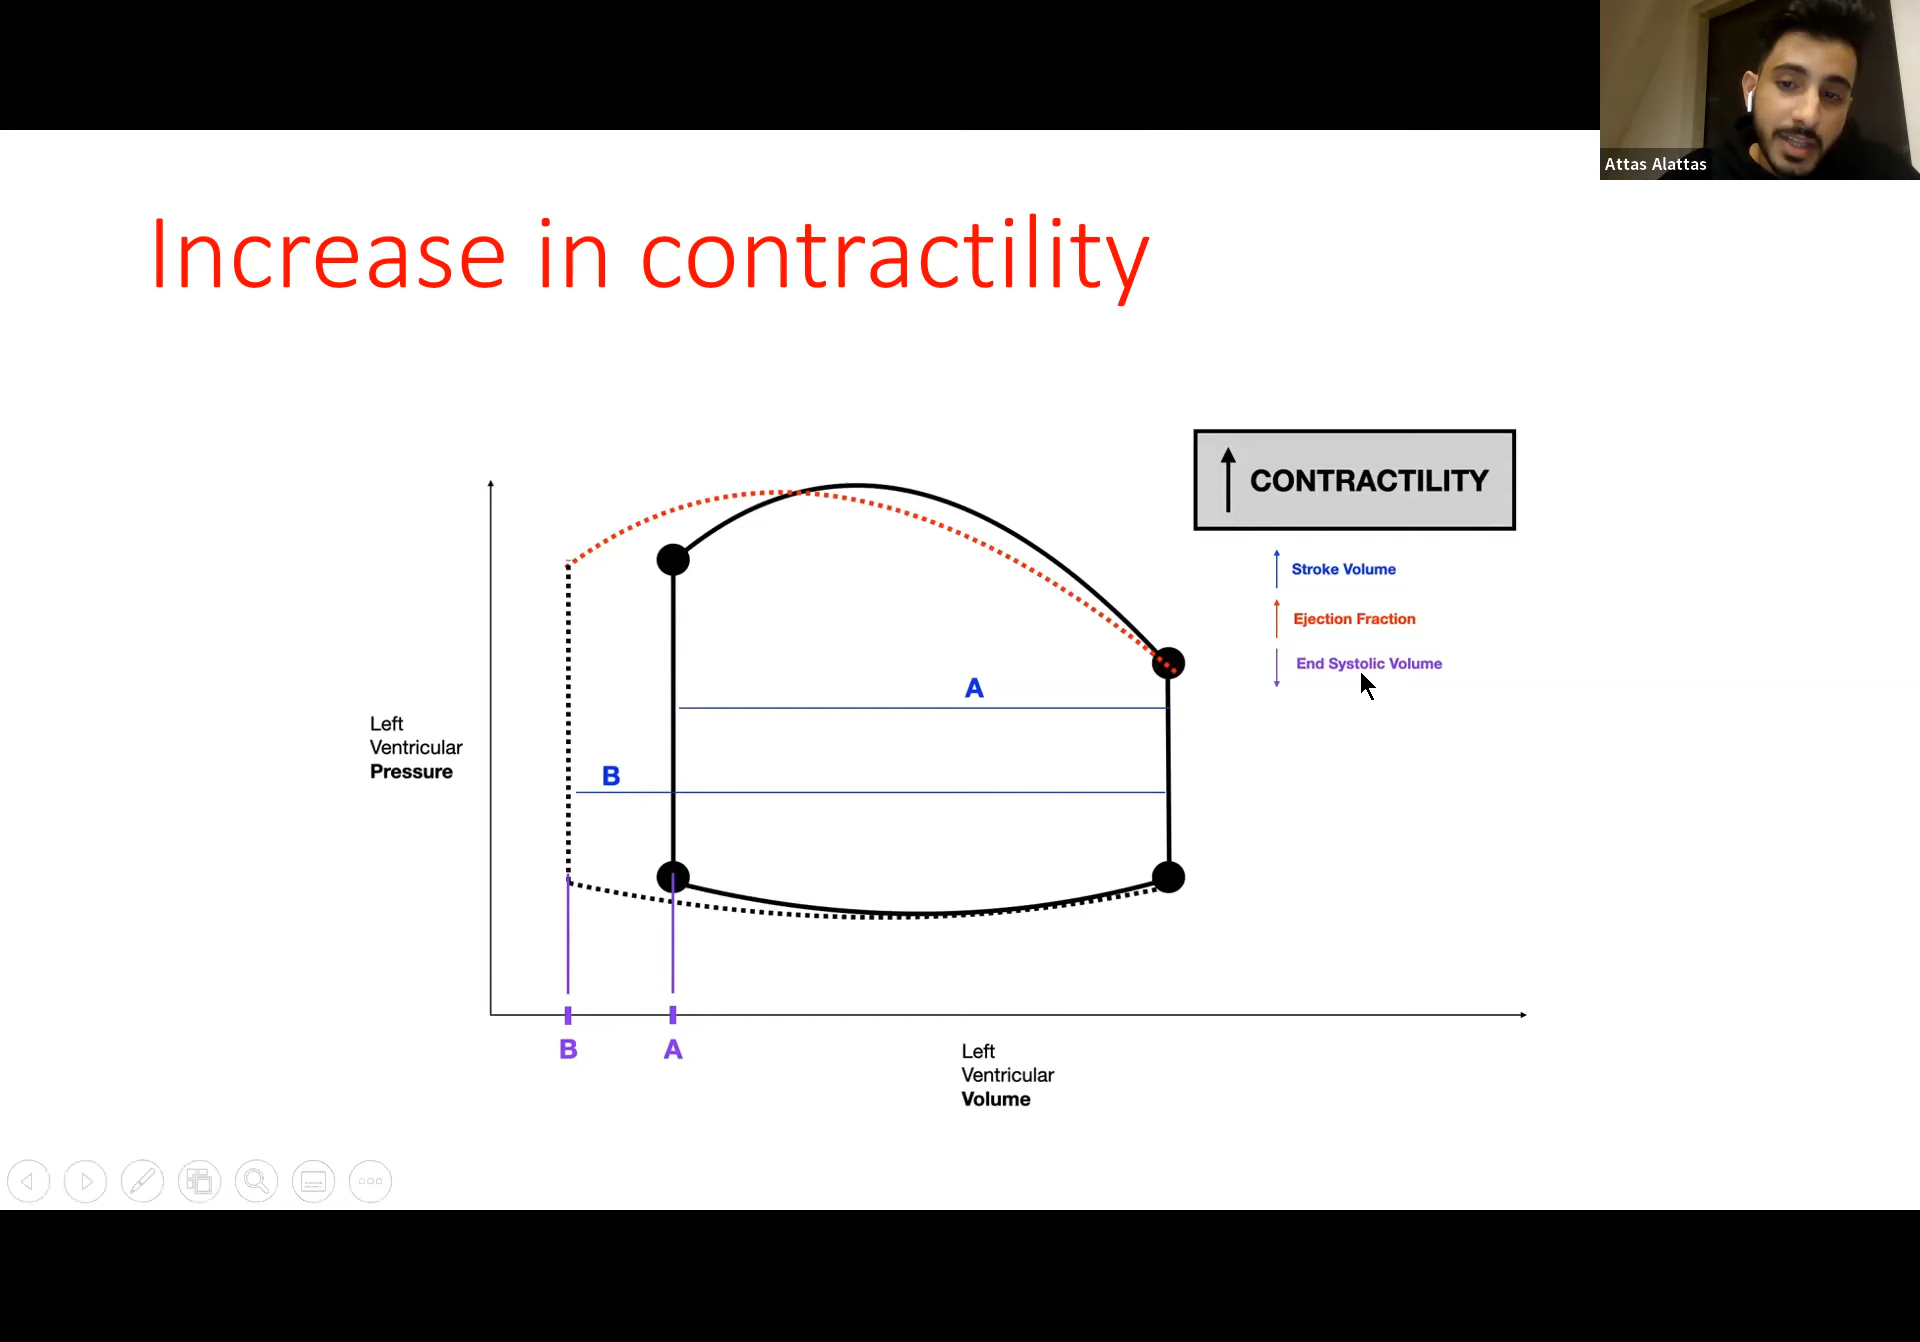 Attas Alattas
Increase in contractility
CONTRACTILITY
Stroke Volume
Ejection Fraction
End Systolic Volume
A
B
Left
Ventricular
Pressure
B
A
Left
Ventricular
Volume